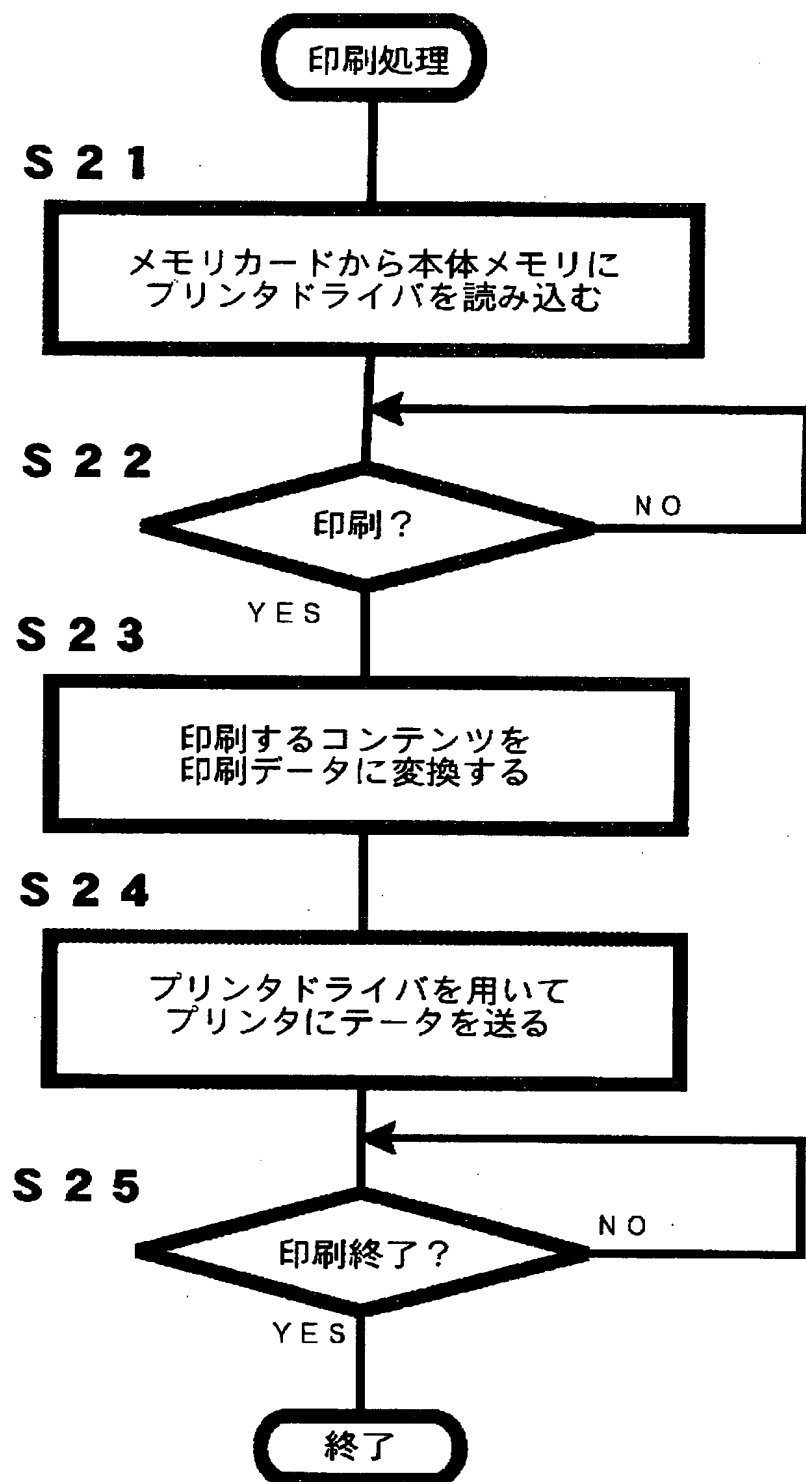 印刷処理
S21
メモリカードから本体メモリに
プリンタドライバを読み込む
S22
印刷？
NO
YES
S23
印刷するコンテンツを
印刷データに変換する
S24
プリンタドライバを用いて
プリンタにデータを送る
S25
印刷終了？
NO
YES
終了